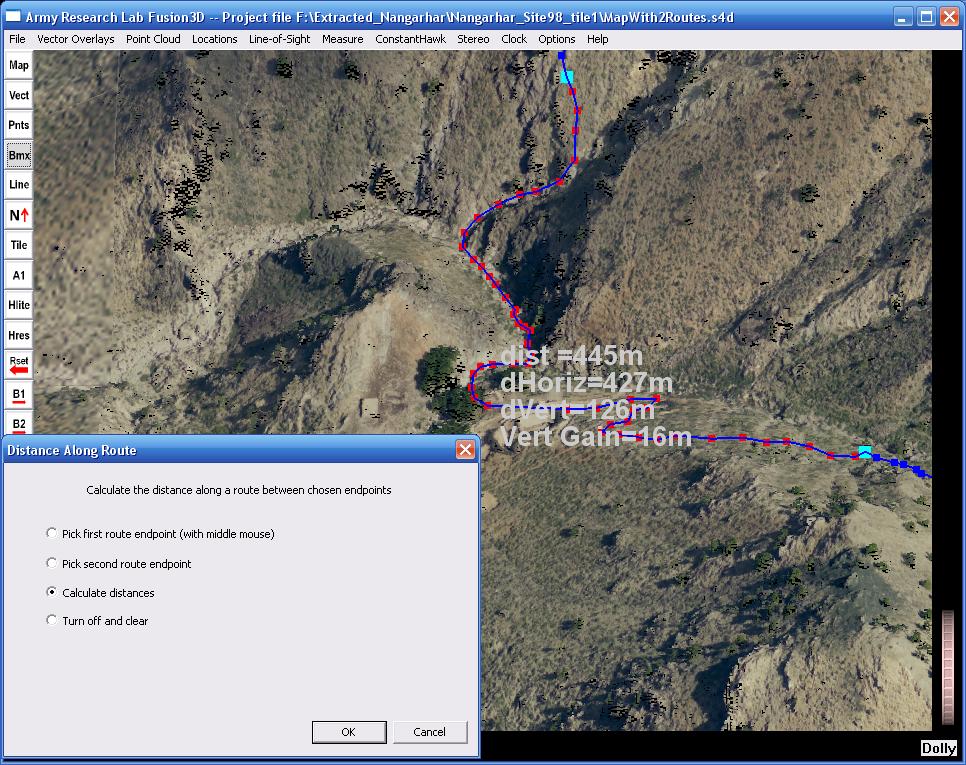 Army Research Lab Fusion3D -- Project file F:\Extracted_Nangarhar\Nangarhar_Site98_tile1\MapWith2Routes.s4d
File Vector Overlays Point Cloud Locations Line-of-Sight Measure ConstantHawk Stereo Clock Options Help
Map
Vect
Pnts
Bmx
Line
N
Tile
A1
Hlite
Hres
Rset
B1
B2
dist =445m
dHoriz=427m
dVert=126m
Vert Gain=16m
Distance Along Route
Calculate the distance along a route between chosen endpoints
Pick first route endpoint (with middle mouse)
Pick second route endpoint
Calculate distances
Turn off and clear
OK Cancel
Dolly